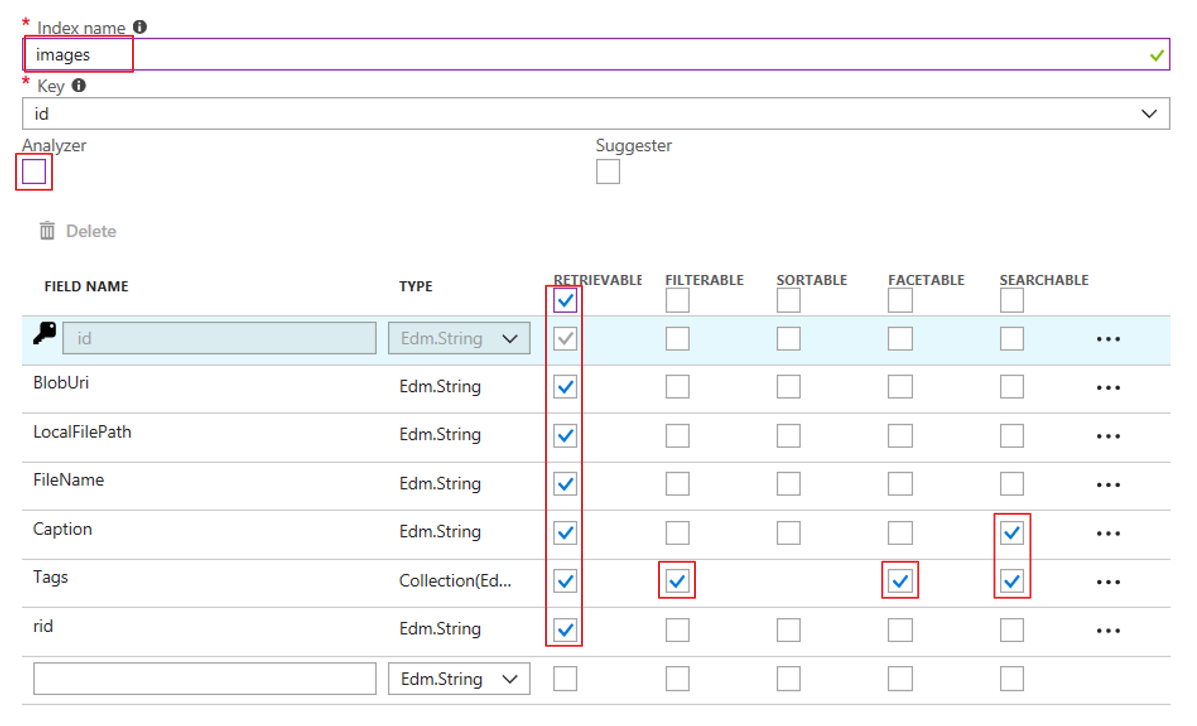 * Index name
images
* Key
id
Analyzer Suggester
Delete
FIELD NAME TYPE RETRIEVABLE FILTERABLE SORTABLE FACETABLE SEARCHABLE
id Edm.String ...
BlobUri Edm.String ...
LocalFilePath Edm.String ...
FileName Edm.String ...
Caption Edm.String ...
Tags Collection(Ed... ...
rid Edm.String ...
Edm.String